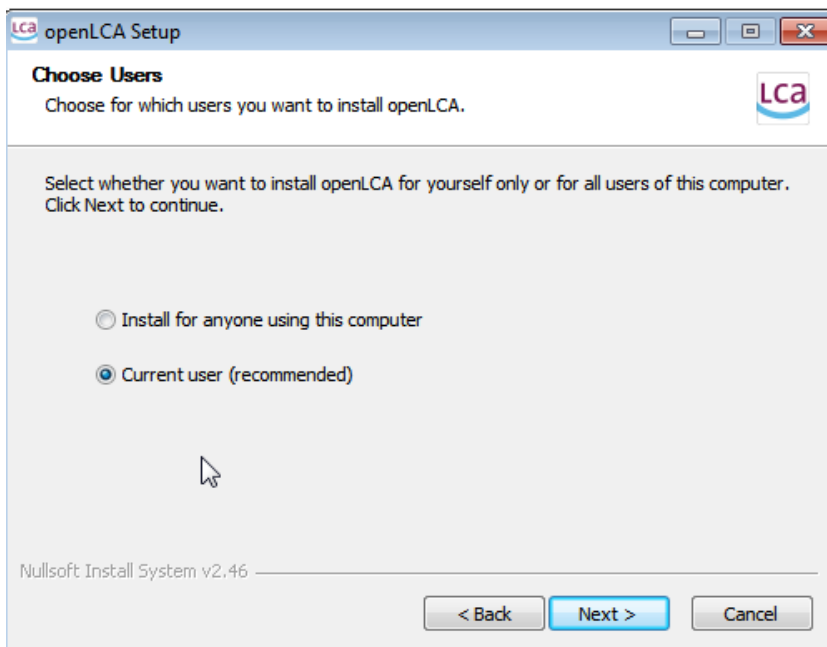 LCa openLCA Setup
Choose Users
Choose for which users you want to install openLCA.
LCa
Select whether you want to install openLCA for yourself only or for all users of this computer.
Click Next to continue.
Install for anyone using this computer
Current user (recommended)
Nullsoft Install System v2.46
< Back Next > Cancel